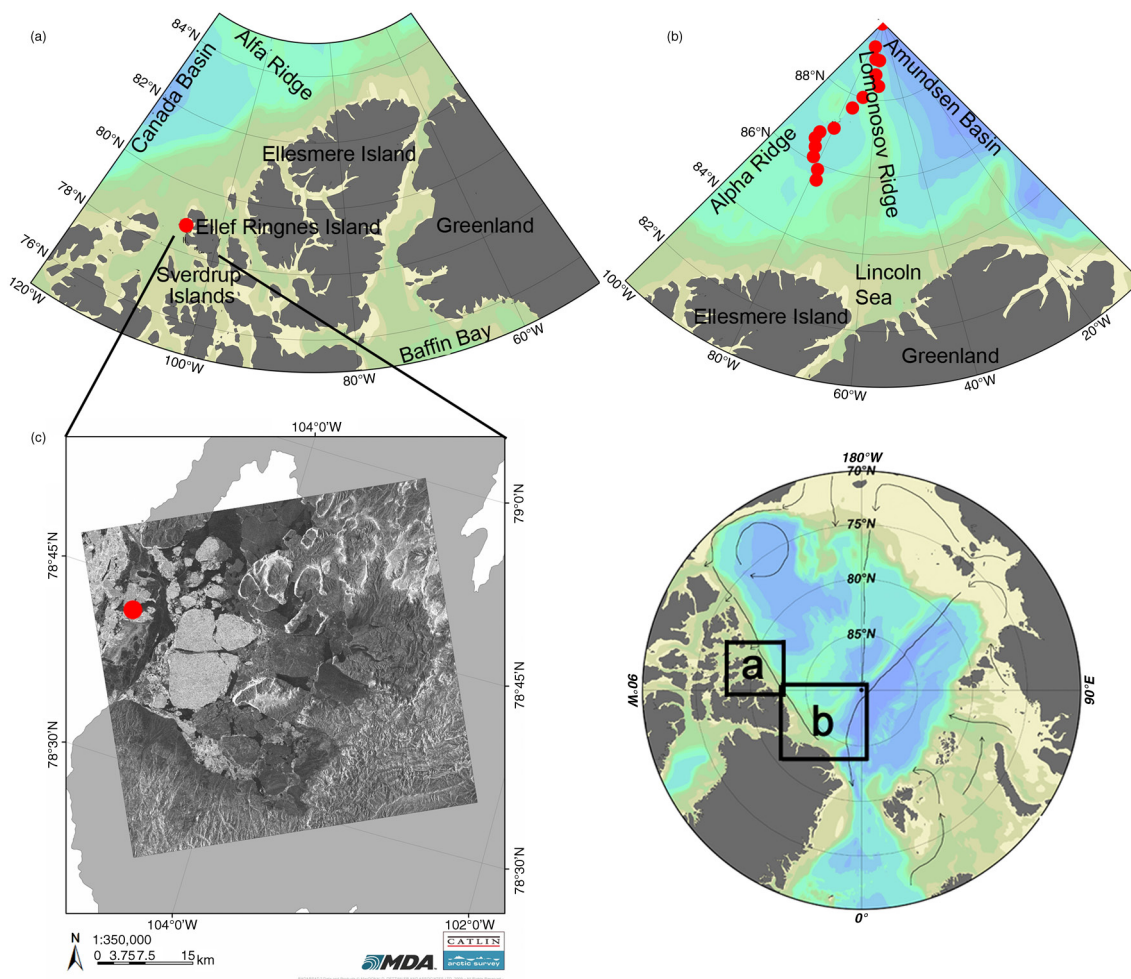 (a)
84°N
82°N
80°N
78°N
76°N
120°W
100°W
80°W
60°W
Canada Basin
Alfa Ridge
Ellesmere Island
Ellef Ringnes Island
Greenland
Sverdrup
Islands
Baffin Bay
(b)
88°N
86°N
84°N
82°N
100°W
80°W
60°W
40°W
20°W
Alpha Ridge
Lomonosov Ridge
Amundsen Basin
Lincoln
Sea
Ellesmere Island
Greenland
(c)
104°0'W
79°0'N
78°45'N
78°45'N
78°30'N
78°30'N
104°0'W
102°0'W
N
1:350,000
0 3.757.5 15
km
MDA
CATLIN
arctic survey
180°W
70°N
75°N
80°N
85°N
90°W
90°E
0°
a
b